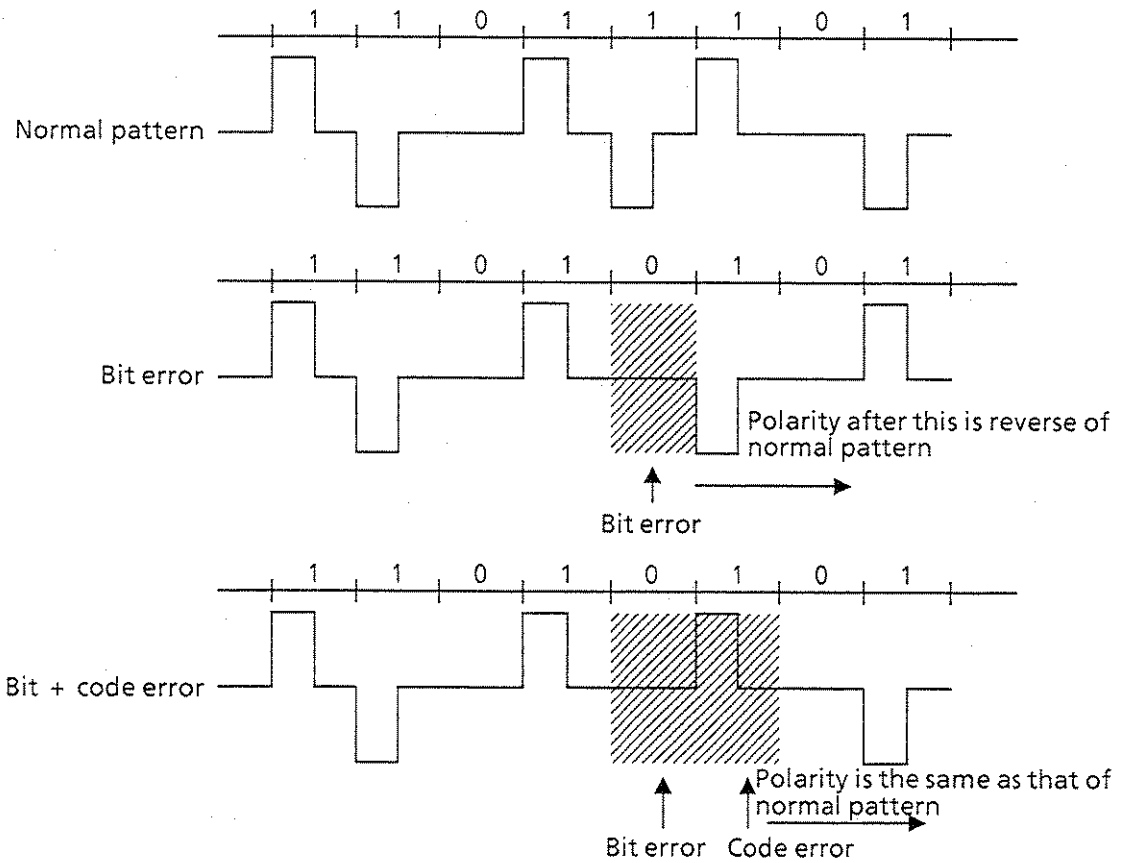 1 1 0 1 1 1 0 1
Normal pattern
1 1 0 1 0 1 0 1
Bit error
Polarity after this is reverse of
normal pattern
Bit error
1 1 0 1 0 1 0 1
Bit + code error
Polarity is the same as that of
normal pattern
Bit error Code error